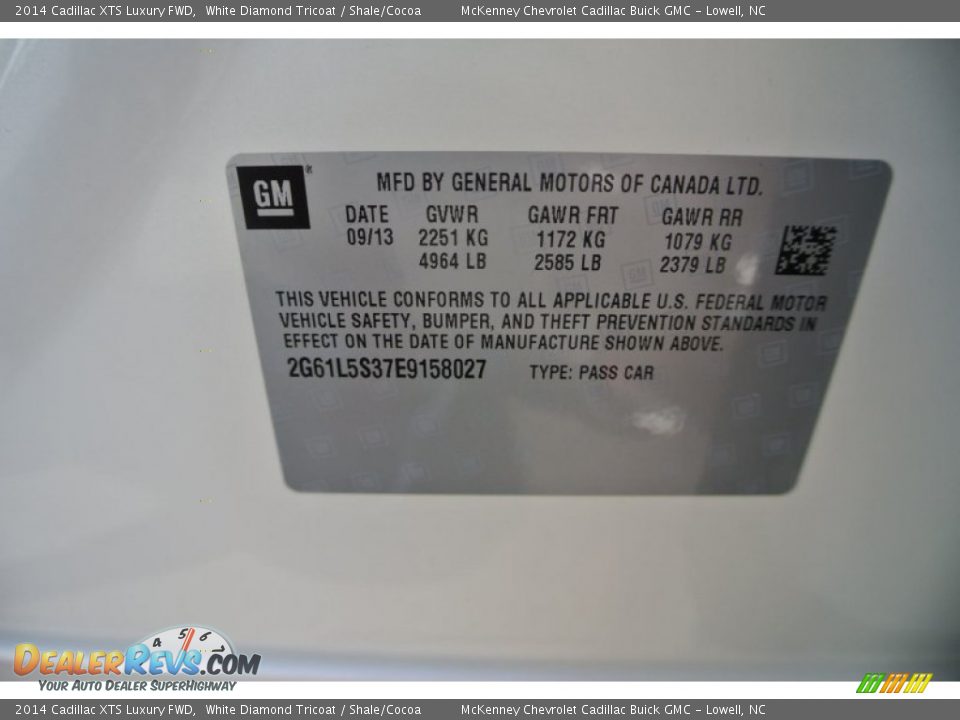 2014 Cadillac XTS Luxury FWD, White Diamond Tricoat / Shale/Cocoa McKenney Chevrolet Cadillac Buick GMC - Lowell, NC
GM
MFD BY GENERAL MOTORS OF CANADA LTD.
DATE GVWR GAWR FRT GAWR RR
09/13 2251 KG 1172 KG 1079 KG
4964 LB 2585 LB 2379 LB
THIS VEHICLE CONFORMS TO ALL APPLICABLE U.S. FEDERAL MOTOR
VEHICLE SAFETY, BUMPER, AND THEFT PREVENTION STANDARDS IN
EFFECT ON THE DATE OF MANUFACTURE SHOWN ABOVE.
2G61L5S37E9158027 TYPE: PASS CAR
4 5 6 7
DEALERREVS.COM
YOUR AUTO DEALER SUPERHIGHWAY
2014 Cadillac XTS Luxury FWD, White Diamond Tricoat / Shale/Cocoa McKenney Chevrolet Cadillac Buick GMC - Lowell, NC